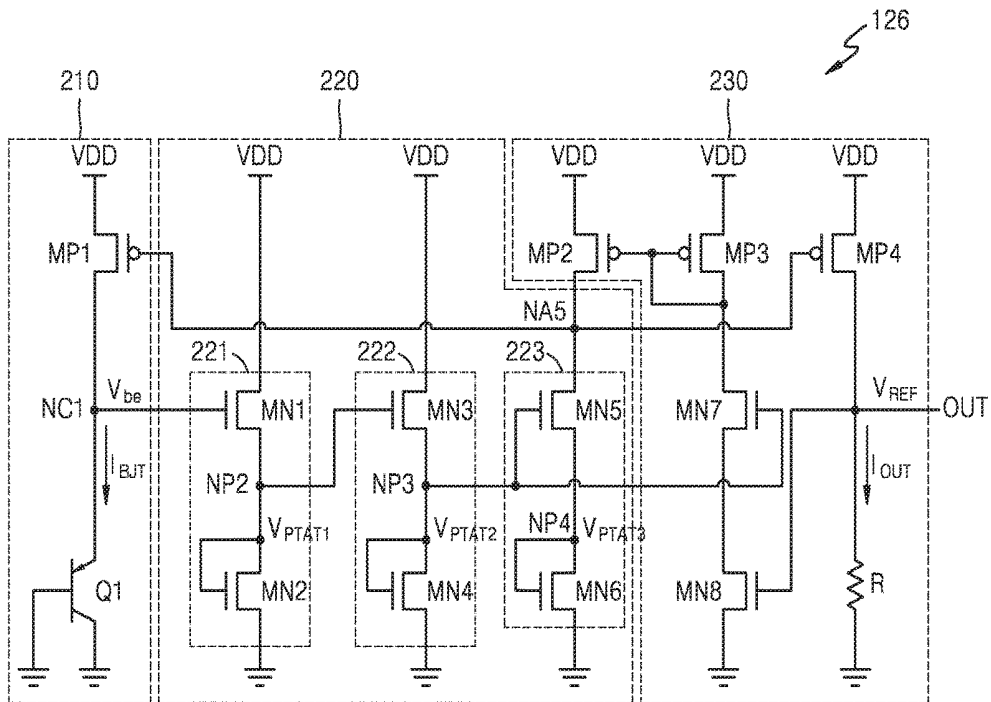 126
210
220
230
VDD
VDD
VDD
VDD
VDD
VDD
MP1
MP2
MP3
MP4
NA5
221
222
223
NC1
Vbe
MN1
MN3
MN5
MN7
VREF
OUT
IBJT
NP2
NP3
IOUT
VPTAT1
VPTAT2
NP4
VPTAT3
Q1
MN2
MN4
MN6
MN8
R